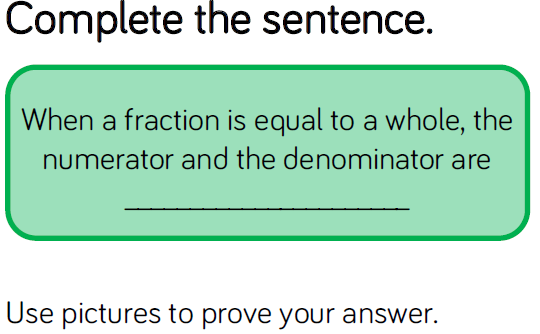 Complete the sentence.
When a fraction is equal to a whole, the
numerator and the denominator are
______________________
Use pictures to prove your answer.